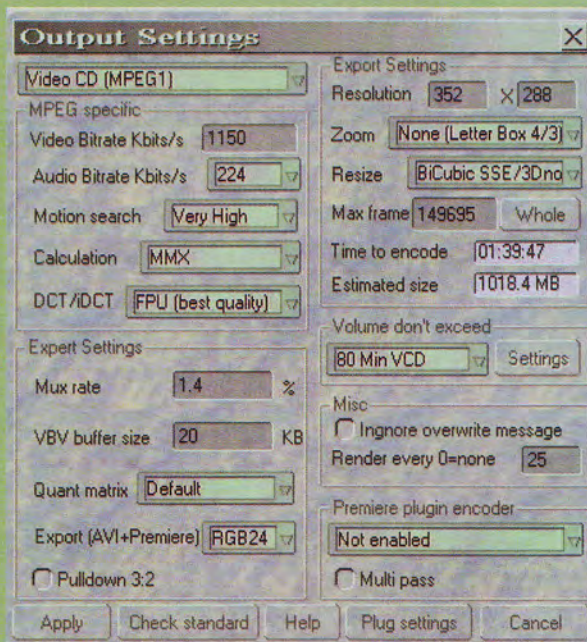 Output Settings
Video CD (MPEG1)
MPEG specific
Video Bitrate Kbits/s 1150
Audio Bitrate Kbits/s 224
Motion search Very High
Calculation MMX
DCT/iDCT FPU (best quality)
Expert Settings
Mux rate 1.4 %
VBV buffer size 20 KB
Quant matrix Default
Export (AVI+Premiere) RGB24
Pulldown 3:2
Export Settings
Resolution 352 X 288
Zoom None (Letter Box 4/3)
Resize BiCubic SSE/3Dno
Max frame 149695 Whole
Time to encode 01:39:47
Estimated size 1018.4 MB
Volume don't exceed
80 Min VCD Settings
Misc
Ingnore overwrite message
Render every 0=none 25
Premiere plugin encoder
Not enabled
Multi pass
Apply Check standard Help Plug settings Cancel